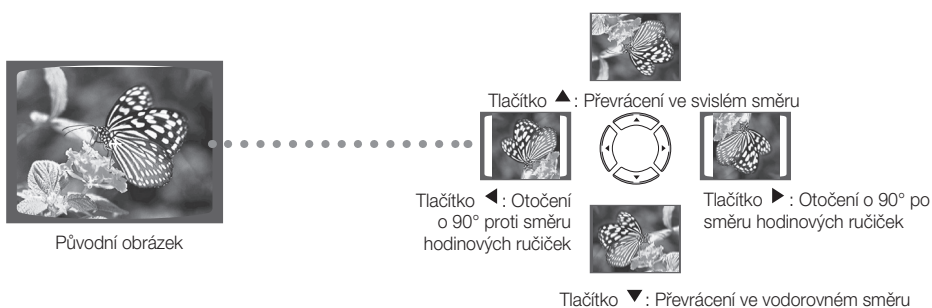 Tlačítko ▲: Převrácení ve svislém směru
Původní obrázek
Tlačítko ◀: Otočení
o 90° proti směru
hodinových ručiček
Tlačítko ▶: Otočení o 90° po
směru hodinových ručiček
Tlačítko ▼: Převrácení ve vodorovném směru